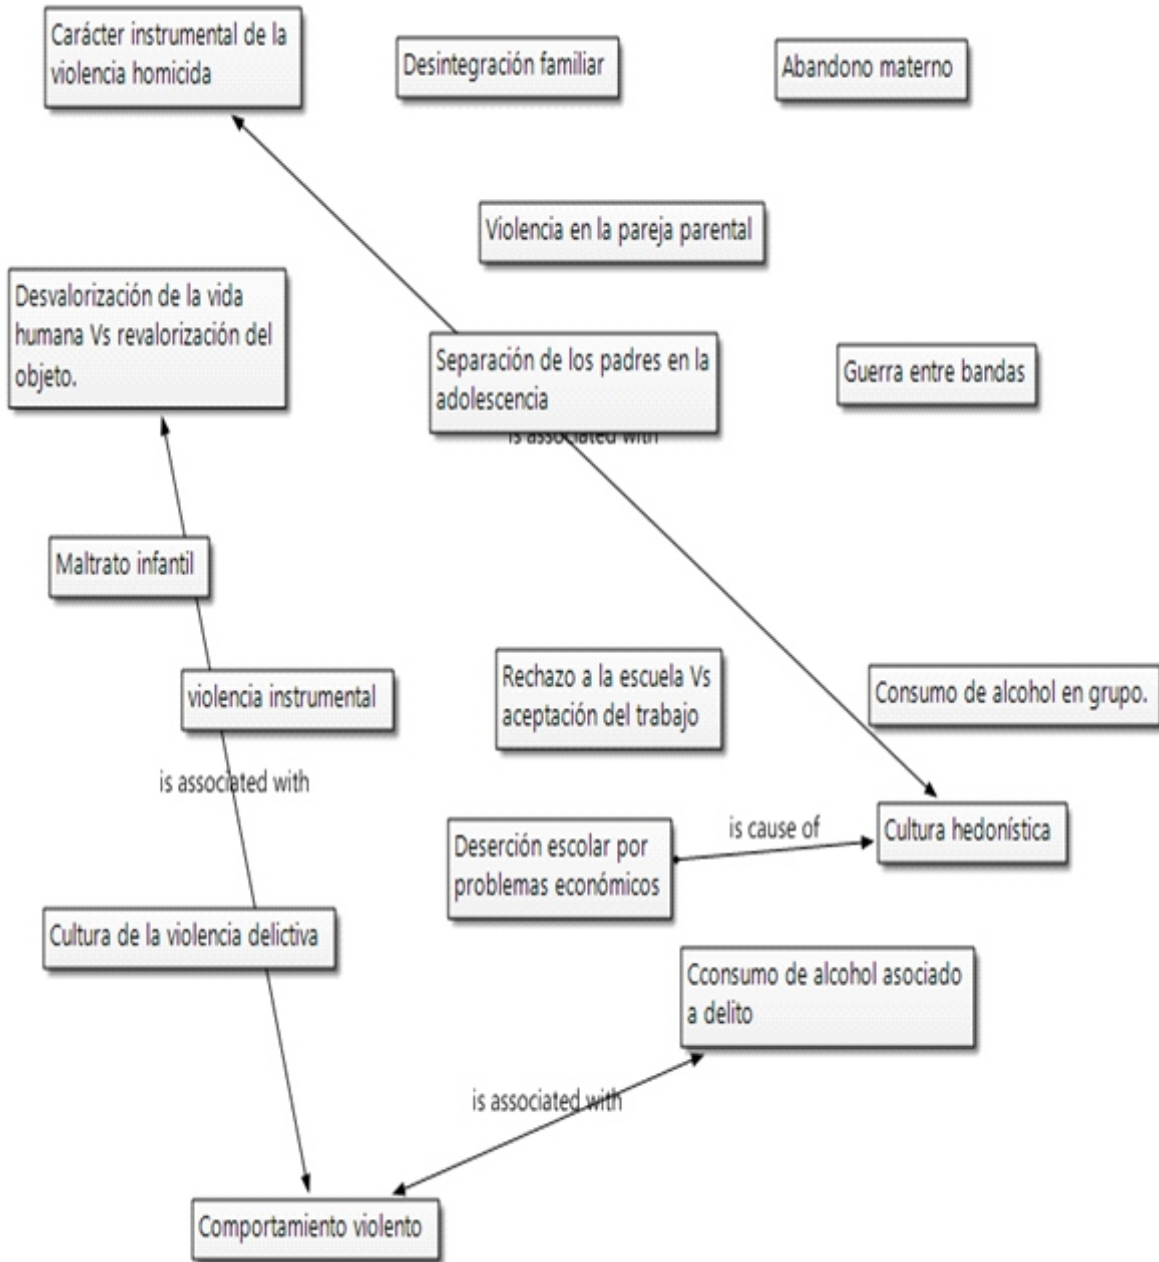 Carácter instrumental de la
violencia homicida
Desintegración familiar
Abandono materno
Violencia en la pareja parental
Desvalorización de la vida
humana Vs revalorización del
objeto.
Separación de los padres en la
adolescencia
is associated with
Guerra entre bandas
Maltrato infantil
Rechazo a la escuela Vs
aceptación del trabajo
violencia instrumental
Consumo de alcohol en grupo.
is associated with
is cause of
Cultura hedonística
Deserción escolar por
problemas económicos
Cultura de la violencia delictiva
Cconsumo de alcohol asociado
a delito
is associated with
Comportamiento violento